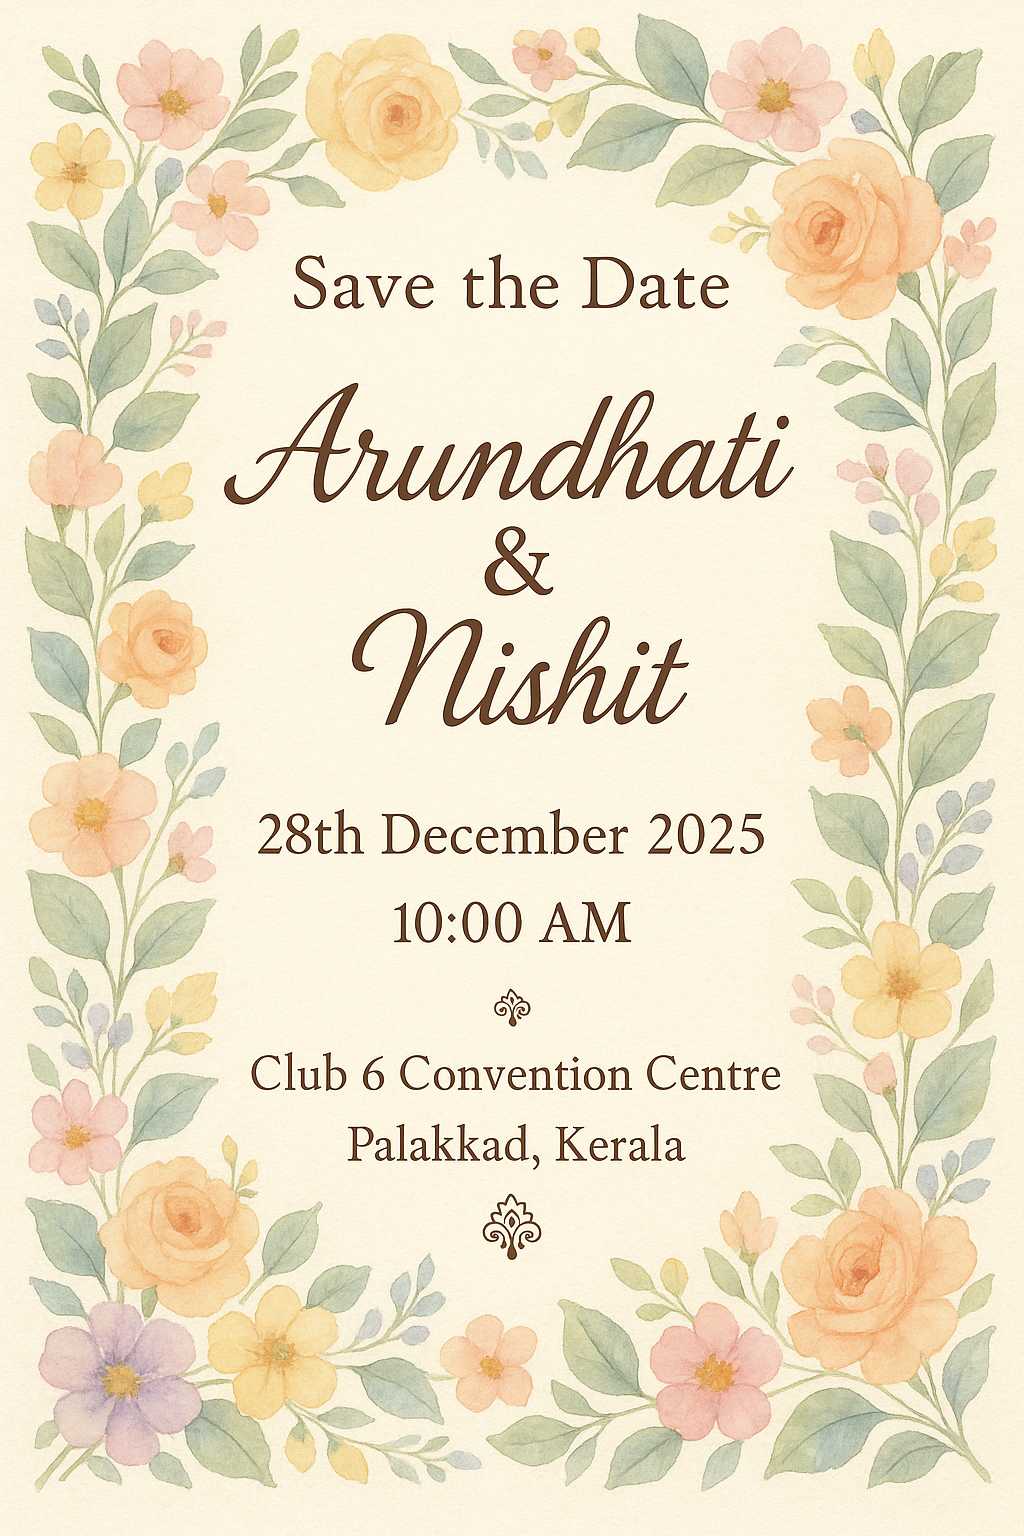 Save the Date
Arundhati
&
Nishit
28th December 2025
10:00 AM
Club 6 Convention Centre
Palakkad, Kerala